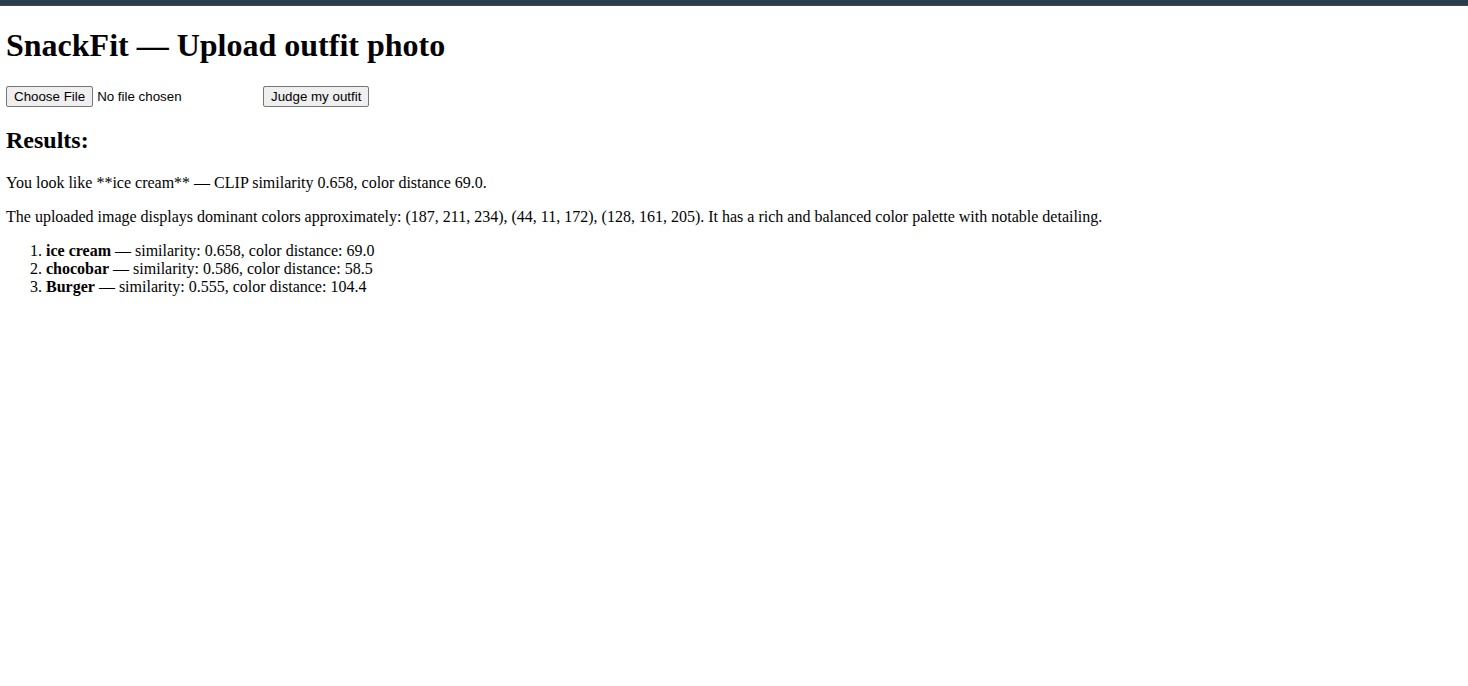 SnackFit — Upload outfit photo
Choose File No file chosen Judge my outfit
Results:
You look like **ice cream** — CLIP similarity 0.658, color distance 69.0.
The uploaded image displays dominant colors approximately: (187, 211, 234), (44, 11, 172), (128, 161, 205). It has a rich and balanced color palette with notable detailing.
1. ice cream — similarity: 0.658, color distance: 69.0
2. chocobar — similarity: 0.586, color distance: 58.5
3. Burger — similarity: 0.555, color distance: 104.4